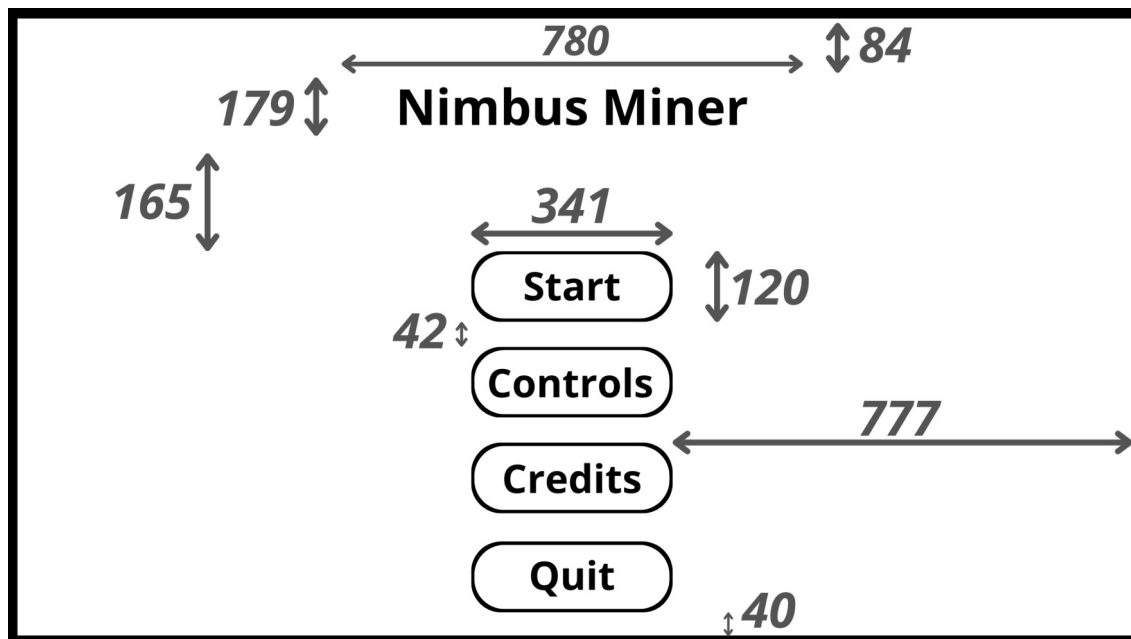 780
84
179
Nimbus Miner
165
341
Start
120
42
Controls
777
Credits
Quit
40